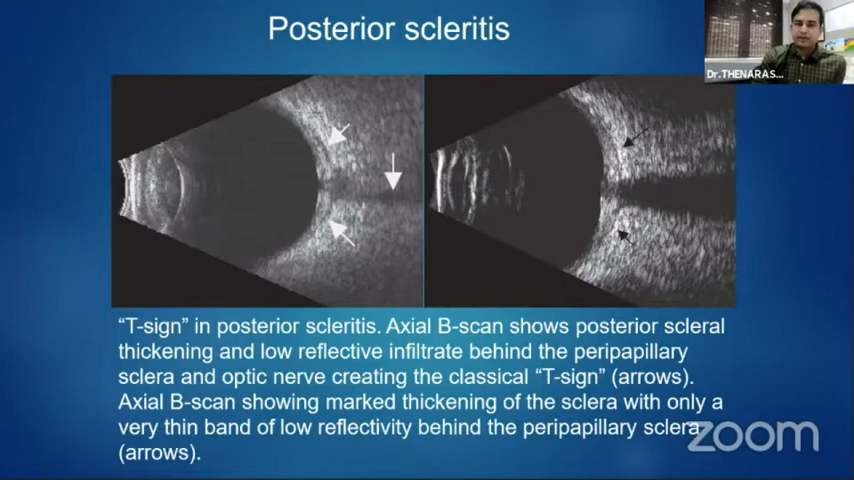 Posterior scleritis
Dr.THENARAS...
“T-sign” in posterior scleritis. Axial B-scan shows posterior scleral
thickening and low reflective infiltrate behind the peripapillary
sclera and optic nerve creating the classical “T-sign” (arrows).
Axial B-scan showing marked thickening of the sclera with only a
very thin band of low reflectivity behind the peripapillary sclera
(arrows).
zoom